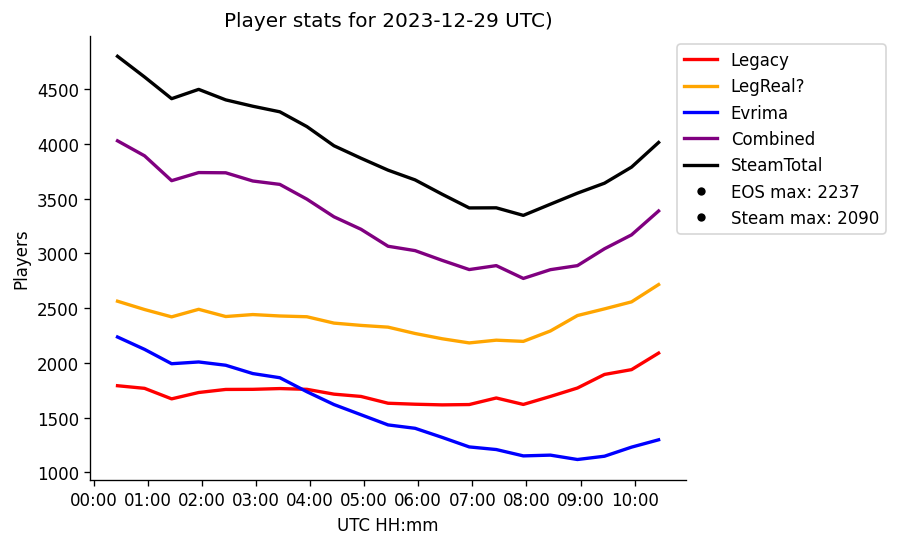 Player stats for 2023-12-29 UTC)
Legacy
LegReal?
Evrima
Combined
SteamTotal
EOS max: 2237
Steam max: 2090
Players
4500
4000
3500
3000
2500
2000
1500
1000
00:00 01:00 02:00 03:00 04:00 05:00 06:00 07:00 08:00 09:00 10:00
UTC HH:mm